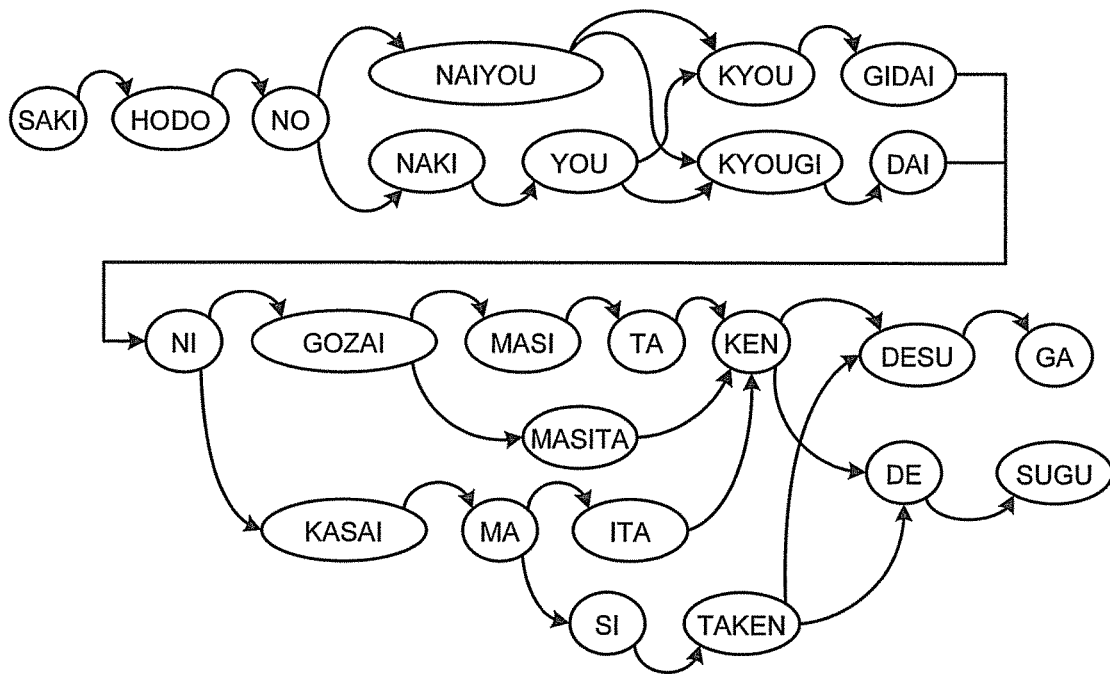 NAIYOU KYOU GIDAI
SAKI HODO NO
NAKI YOU KYOUGI DAI
NI GOZAI MASI TA KEN DESU GA
MASITA
DE SUGU
KASAI MA ITA
SI TAKEN